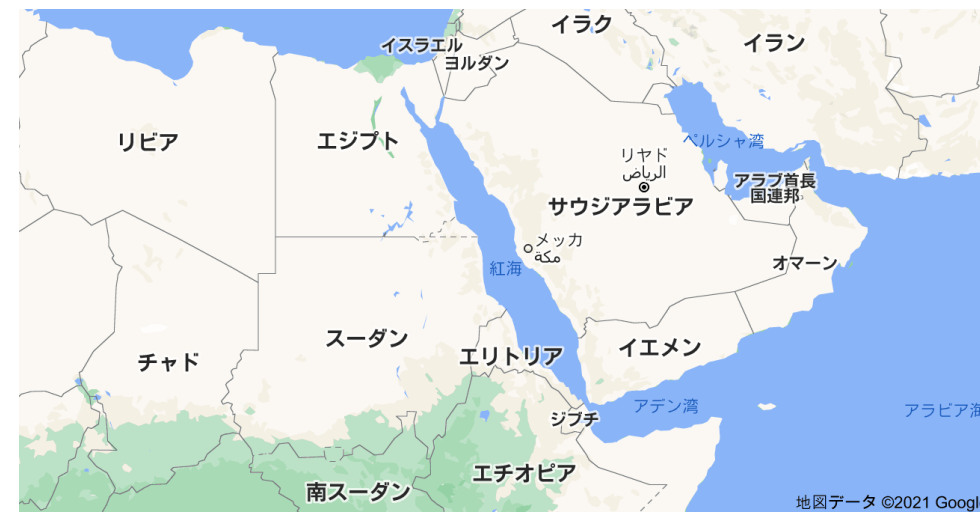 イラク
イスラエル
イラン
ヨルダン
リビア
エジプト
ペルシャ湾
リヤド
الرياض
アラブ首長
国連邦
サウジアラビア
メッカ
مكة
紅海
オマーン
スーダン
チャド
エリトリア
イエメン
アデン湾
アラビア海
ジブチ
エチオピア
南スーダン
地図データ ©2021 Google